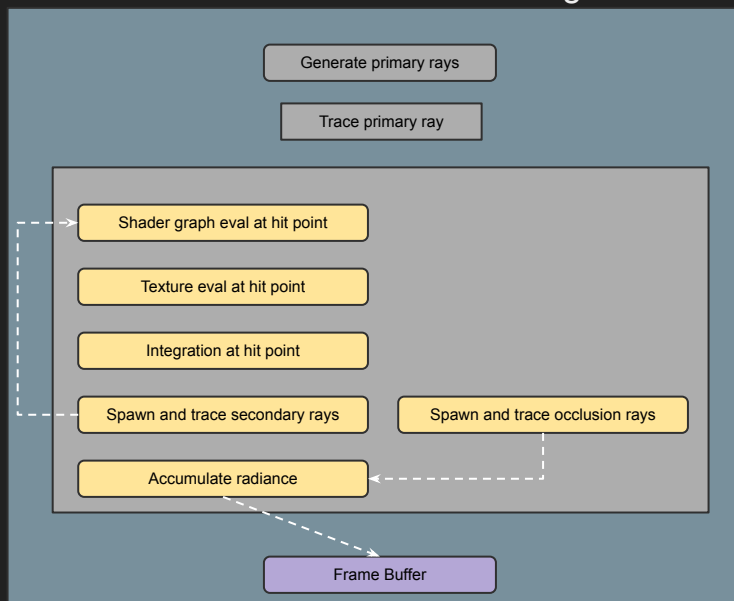 Generate primary rays
Trace primary ray
Shader graph eval at hit point
Texture eval at hit point
Integration at hit point
Spawn and trace secondary rays
Spawn and trace occlusion rays
Accumulate radiance
Frame Buffer